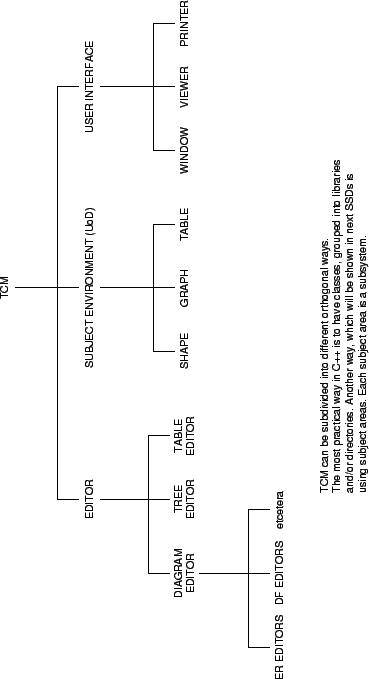 TCM
EDITOR
SUBJECT ENVIRONMENT (UoD)
USER INTERFACE
DIAGRAM
EDITOR
TREE
EDITOR
TABLE
EDITOR
SHAPE
GRAPH
TABLE
WINDOW
VIEWER
PRINTER
ER EDITORS
DF EDITORS
etcetera
TCM can be subdivided into different orthogonal ways.
The most practical way in C++ is to have classes, grouped into libraries
and/or directories. Another way, which will be shown in next SSDs is
using subject areas. Each subject area is a subsystem.